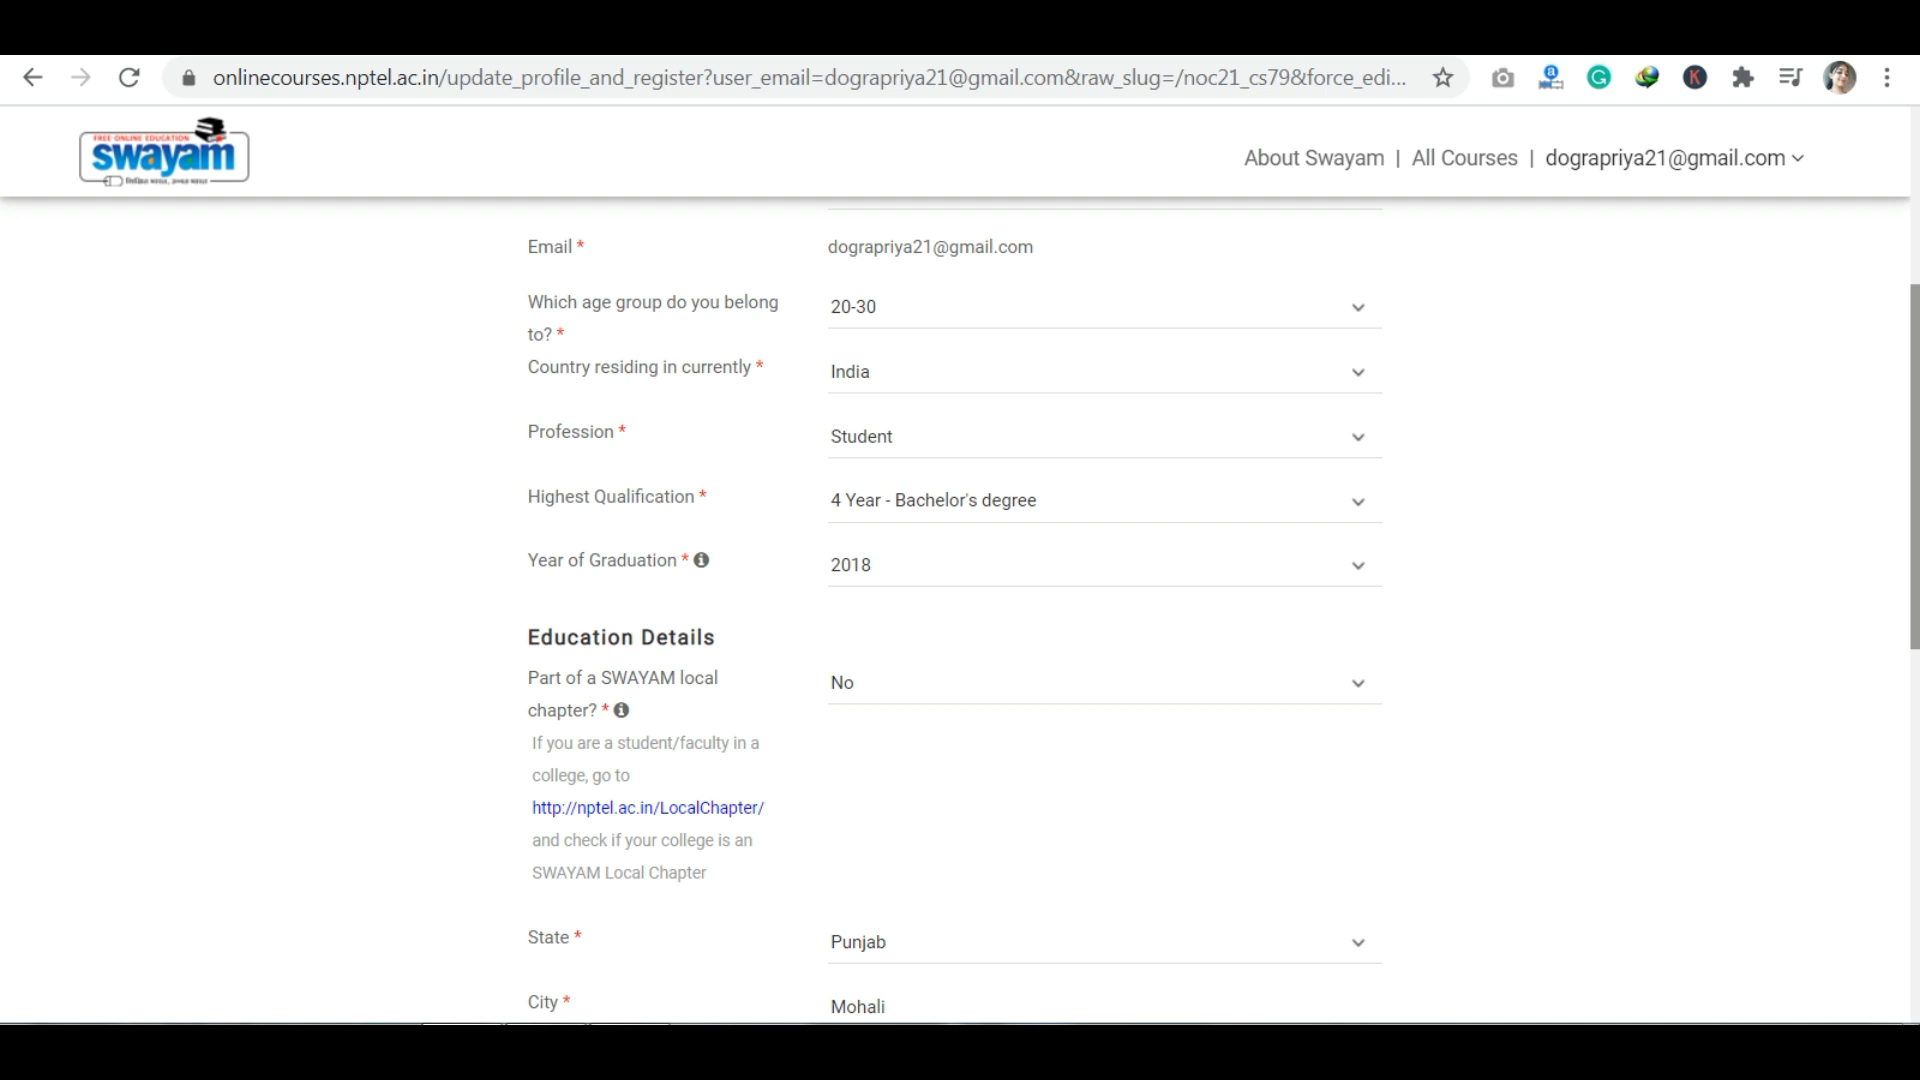 onlinecourses.nptel.ac.in/update_profile_and_register?user_email=dograpriya21@gmail.com&raw_slug=/noc21_cs79&force_edi...
FREE ONLINE EDUCATION
swayam
About Swayam | All Courses | dograpriya21@gmail.com
Email * dograpriya21@gmail.com
Which age group do you belong
to? *
20-30
Country residing in currently * India
Profession * Student
Highest Qualification * 4 Year - Bachelor's degree
Year of Graduation * 2018
Education Details
Part of a SWAYAM local
chapter? *
No
If you are a student/faculty in a
college, go to
http://nptel.ac.in/LocalChapter/
and check if your college is an
SWAYAM Local Chapter
State * Punjab
City * Mohali